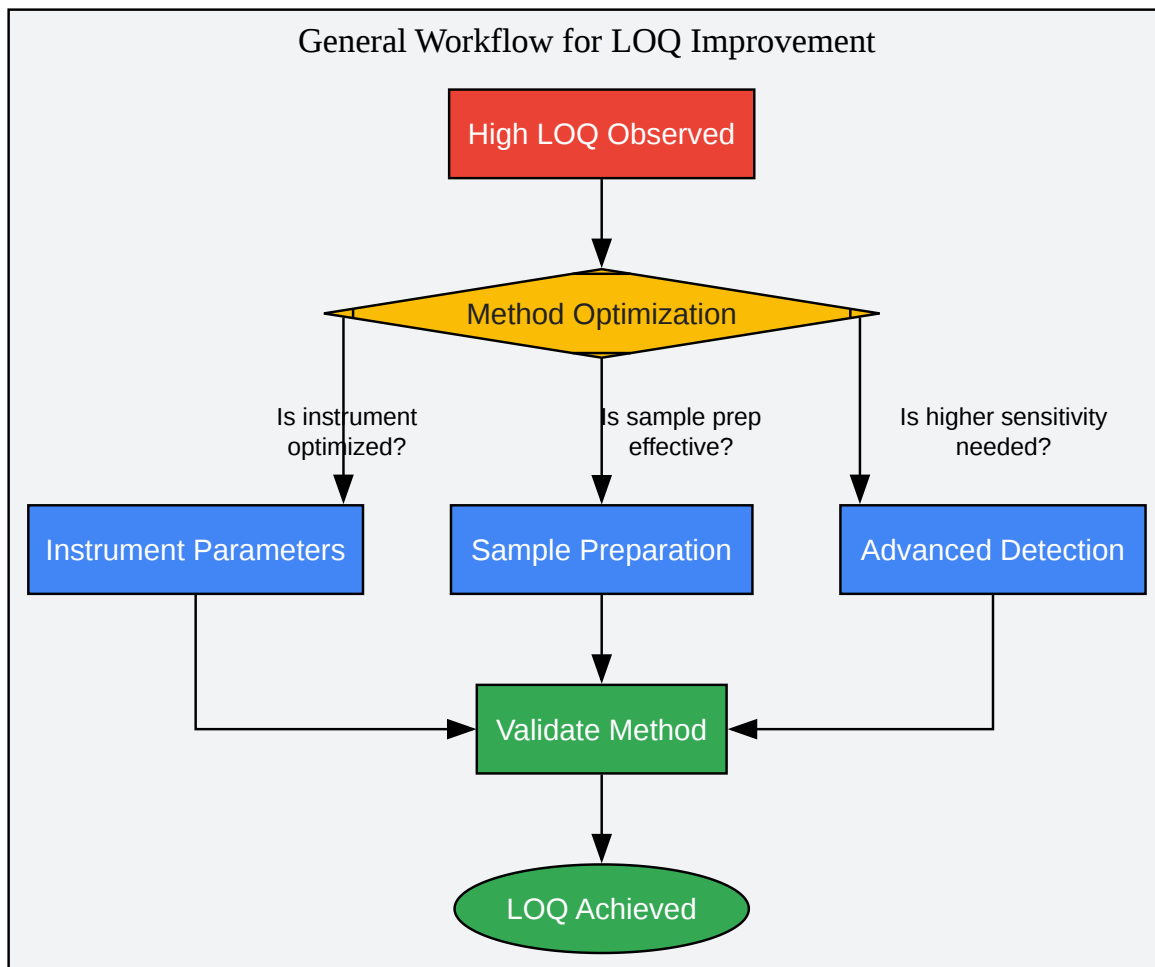 General Workflow for LOQ Improvement
High LOQ Observed
Method Optimization
Is instrument
optimized?
Is sample prep
effective?
Is higher sensitivity
needed?
Instrument Parameters
Sample Preparation
Advanced Detection
Validate Method
LOQ Achieved